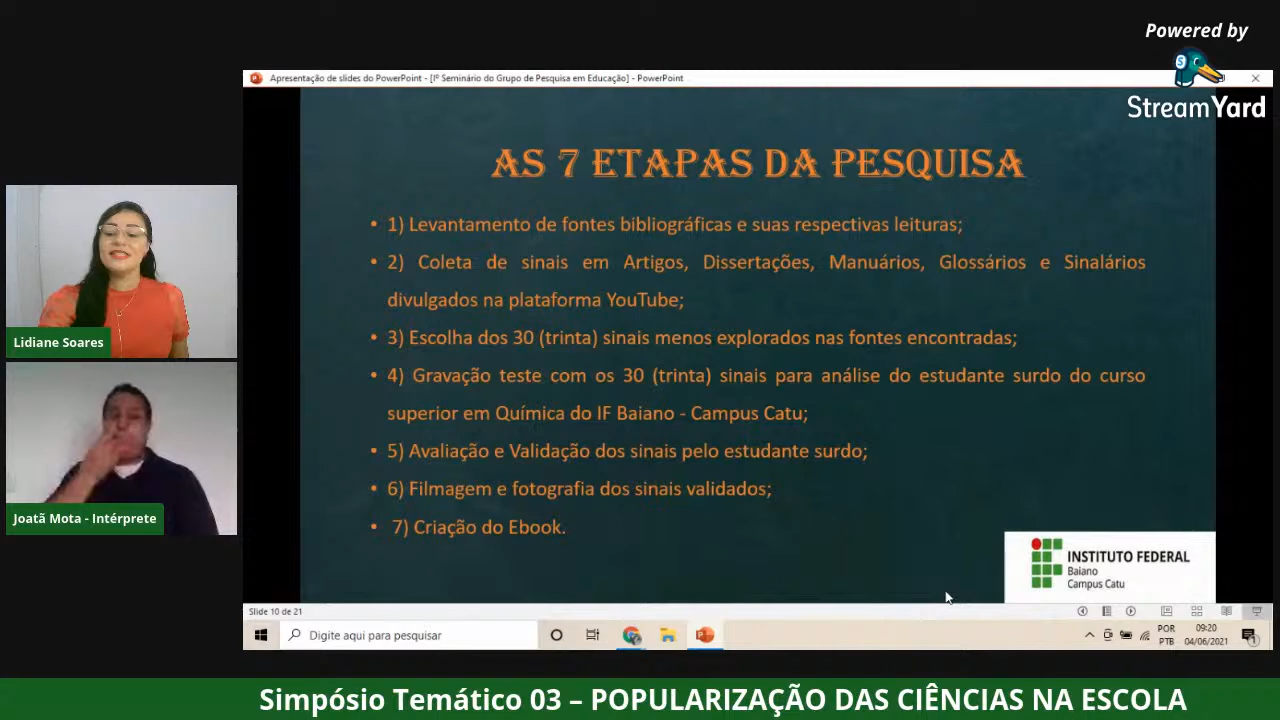 Powered by
StreamYard
Apresentação de slides do PowerPoint - [Iº Seminário do Grupo de Pesquisa em Educação] - PowerPoint
AS 7 ETAPAS DA PESQUISA
• 1) Levantamento de fontes bibliográficas e suas respectivas leituras;
• 2) Coleta de sinais em Artigos, Dissertações, Manuários, Glossários e Sinalários
divulgados na plataforma YouTube;
• 3) Escolha dos 30 (trinta) sinais menos explorados nas fontes encontradas;
• 4) Gravação teste com os 30 (trinta) sinais para análise do estudante surdo do curso
superior em Química do IF Baiano - Campus Catu;
• 5) Avaliação e Validação dos sinais pelo estudante surdo;
• 6) Filmagem e fotografia dos sinais validados;
• 7) Criação do Ebook.
Lidiane Soares
Joatã Mota - Intérprete
INSTITUTO FEDERAL
Baiano
Campus Catu
Slide 10 de 21
Digite aqui para pesquisar
POR
PTB
09:20
04/06/2021
Simpósio Temático 03 – POPULARIZAÇÃO DAS CIÊNCIAS NA ESCOLA